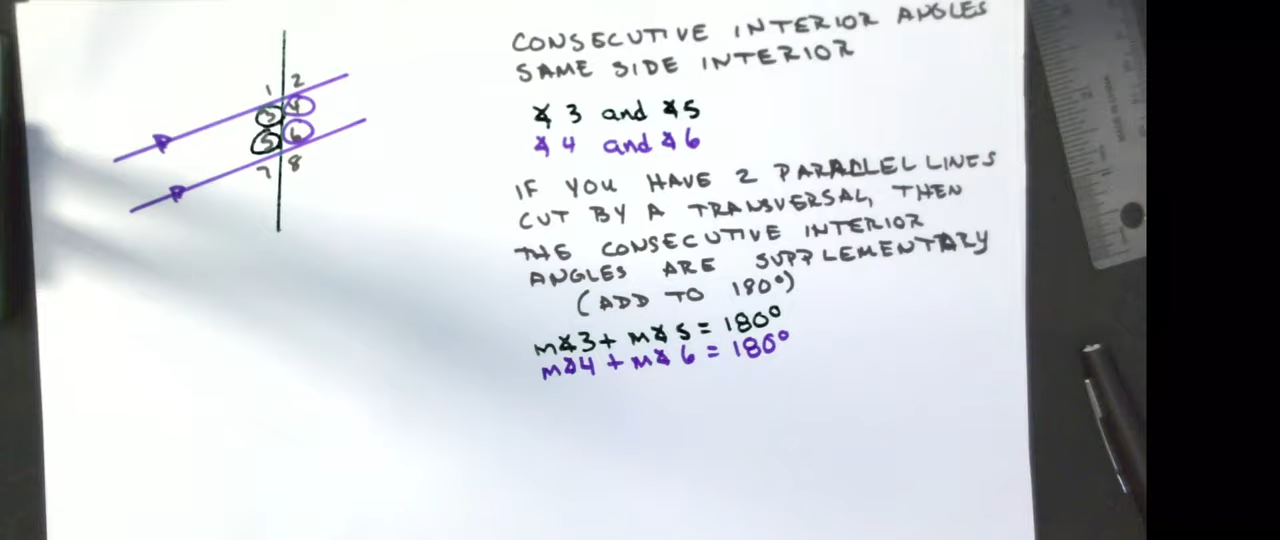 1 2
3 4
5 6
7 8
CONSECUTIVE INTERIOR ANGLES
SAME SIDE INTERIOR
∡ 3 and ∡5
∡ 4 and ∡6
IF YOU HAVE 2 PARALLEL LINES
CUT BY A TRANSVERSAL, THEN
THE CONSECUTIVE INTERIOR
ANGLES ARE SUPPLEMENTARY
(ADD TO 180°)
m∡3 + m∡5 = 180°
m∡4 + m∡6 = 180°